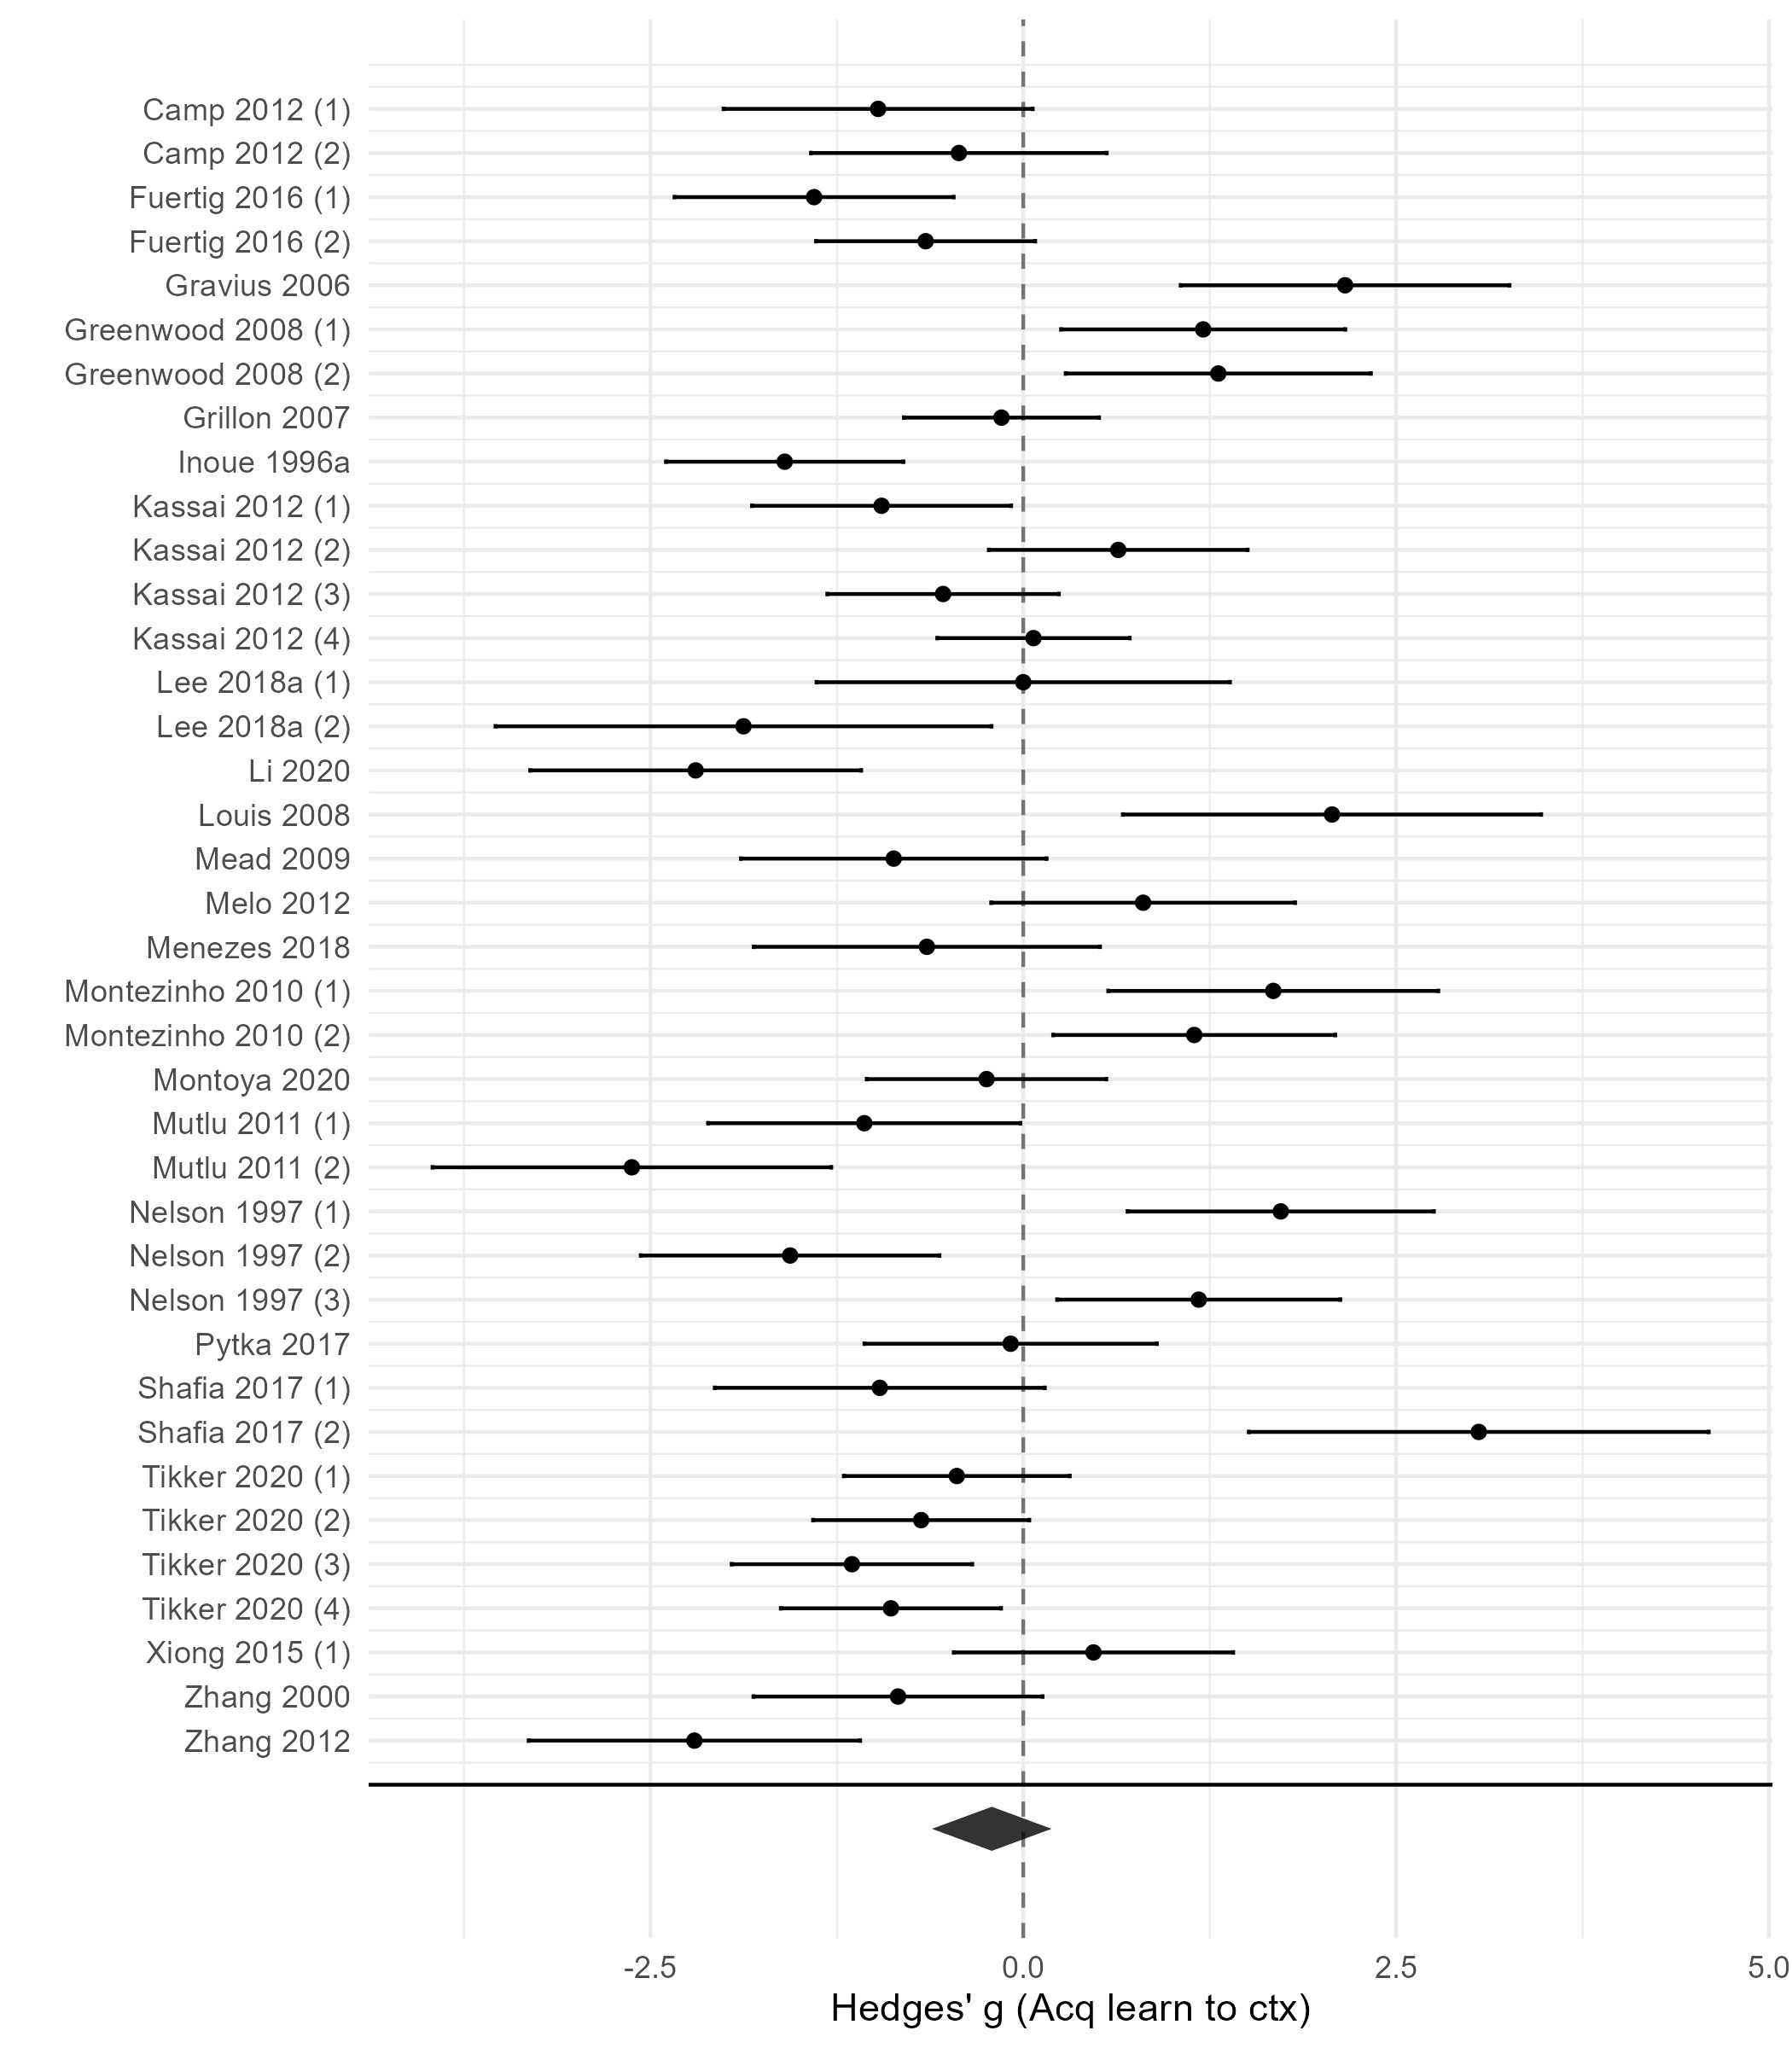 Camp 2012 (1)
Camp 2012 (2)
Fuertig 2016 (1)
Fuertig 2016 (2)
Gravius 2006
Greenwood 2008 (1)
Greenwood 2008 (2)
Grillon 2007
Inoue 1996a
Kassai 2012 (1)
Kassai 2012 (2)
Kassai 2012 (3)
Kassai 2012 (4)
Lee 2018a (1)
Lee 2018a (2)
Li 2020
Louis 2008
Mead 2009
Melo 2012
Menezes 2018
Montezinho 2010 (1)
Montezinho 2010 (2)
Montoya 2020
Mutlu 2011 (1)
Mutlu 2011 (2)
Nelson 1997 (1)
Nelson 1997 (2)
Nelson 1997 (3)
Pytka 2017
Shafia 2017 (1)
Shafia 2017 (2)
Tikker 2020 (1)
Tikker 2020 (2)
Tikker 2020 (3)
Tikker 2020 (4)
Xiong 2015 (1)
Zhang 2000
Zhang 2012
-2.5 0.0 2.5 5.0
Hedges' g (Acq learn to ctx)